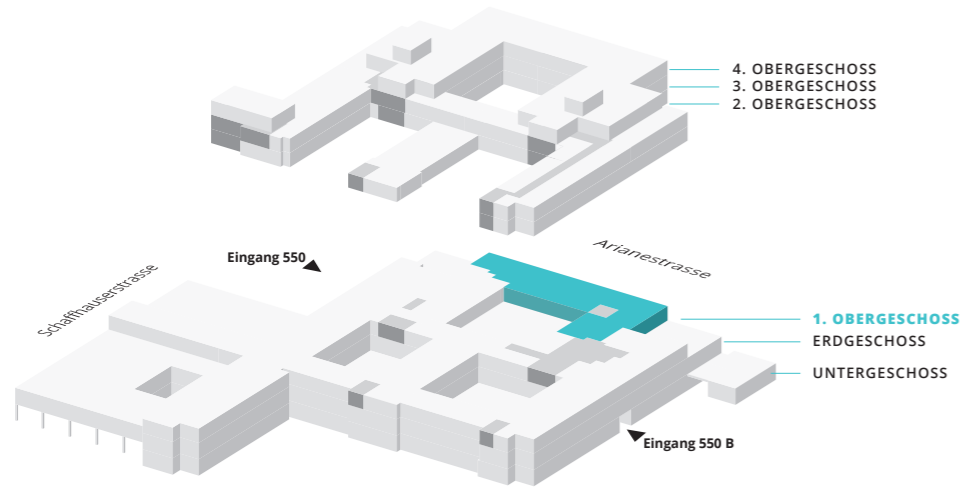 4. OBERGESCHOSS
3. OBERGESCHOSS
2. OBERGESCHOSS
Arianestrasse
Eingang 550
Schaffhauserstrasse
1. OBERGESCHOSS
ERDGESCHOSS
UNTERGESCHOSS
Eingang 550 B